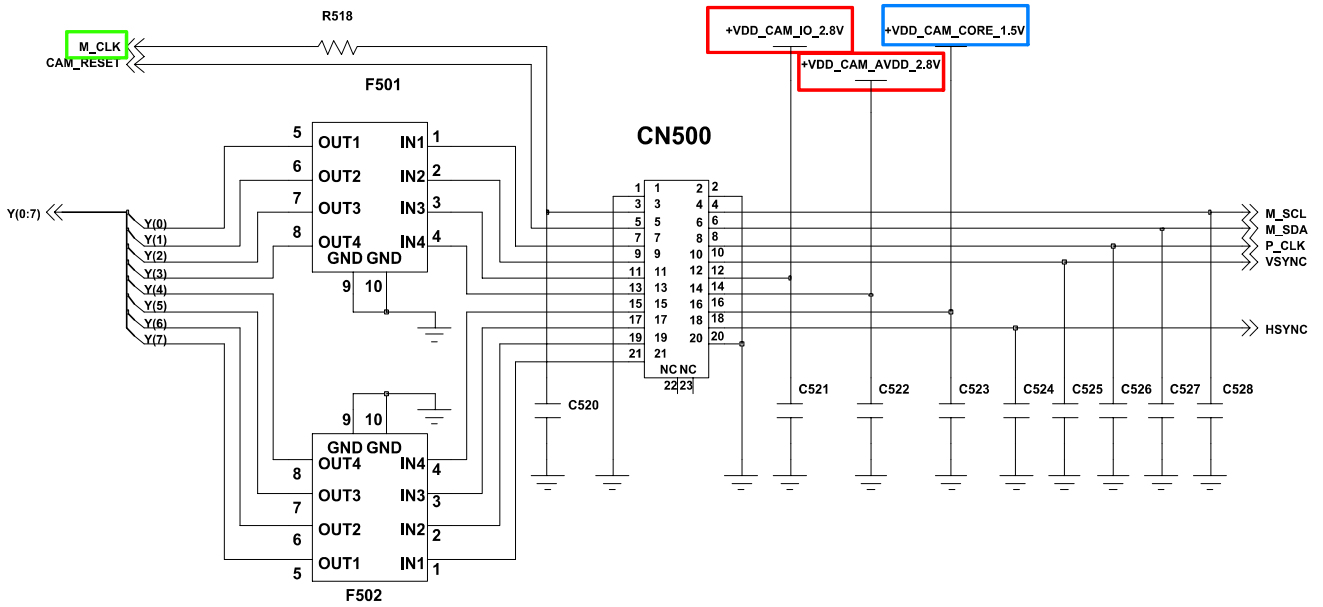 R518
+VDD_CAM_IO_2.8V
+VDD_CAM_CORE_1.5V
M_CLK
CAM_RESET
+VDD_CAM_AVDD_2.8V
F501
CN500
5 OUT1 IN1 1
6 OUT2 IN2 2
7 OUT3 IN3 3
8 OUT4 IN4 4
GND GND
9 10
Y(0:7)
Y(0)
Y(1)
Y(2)
Y(3)
Y(4)
Y(5)
Y(6)
Y(7)
1 1 2 2
3 3 4 4
5 5 6 6
7 7 8 8
9 9 10 10
11 11 12 12
13 13 14 14
15 15 16 16
17 17 18 18
19 19 20 20
21 21
NC NC
22 23
M_SCL
M_SDA
P_CLK
VSYNC
HSYNC
C520
C521
C522
C523
C524
C525
C526
C527
C528
9 10
GND GND
8 OUT4 IN4 4
7 OUT3 IN3 3
6 OUT2 IN2 2
5 OUT1 IN1 1
F502